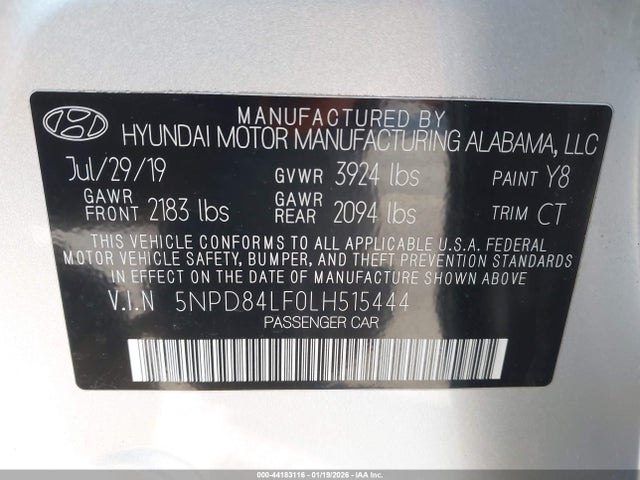 MANUFACTURED BY
HYUNDAI MOTOR MANUFACTURING ALABAMA, LLC
Jul/29/19 GVWR 3924 lbs PAINT Y8
GAWR FRONT 2183 lbs GAWR REAR 2094 lbs TRIM CT
THIS VEHICLE CONFORMS TO ALL APPLICABLE U.S.A. FEDERAL
MOTOR VEHICLE SAFETY, BUMPER, AND THEFT PREVENTION STANDARDS
IN EFFECT ON THE DATE OF MANUFACTURE SHOWN ABOVE.
V.I.N 5NPD84LF0LH515444
PASSENGER CAR
000-44183116 - 01/19/2026 - IAA Inc.